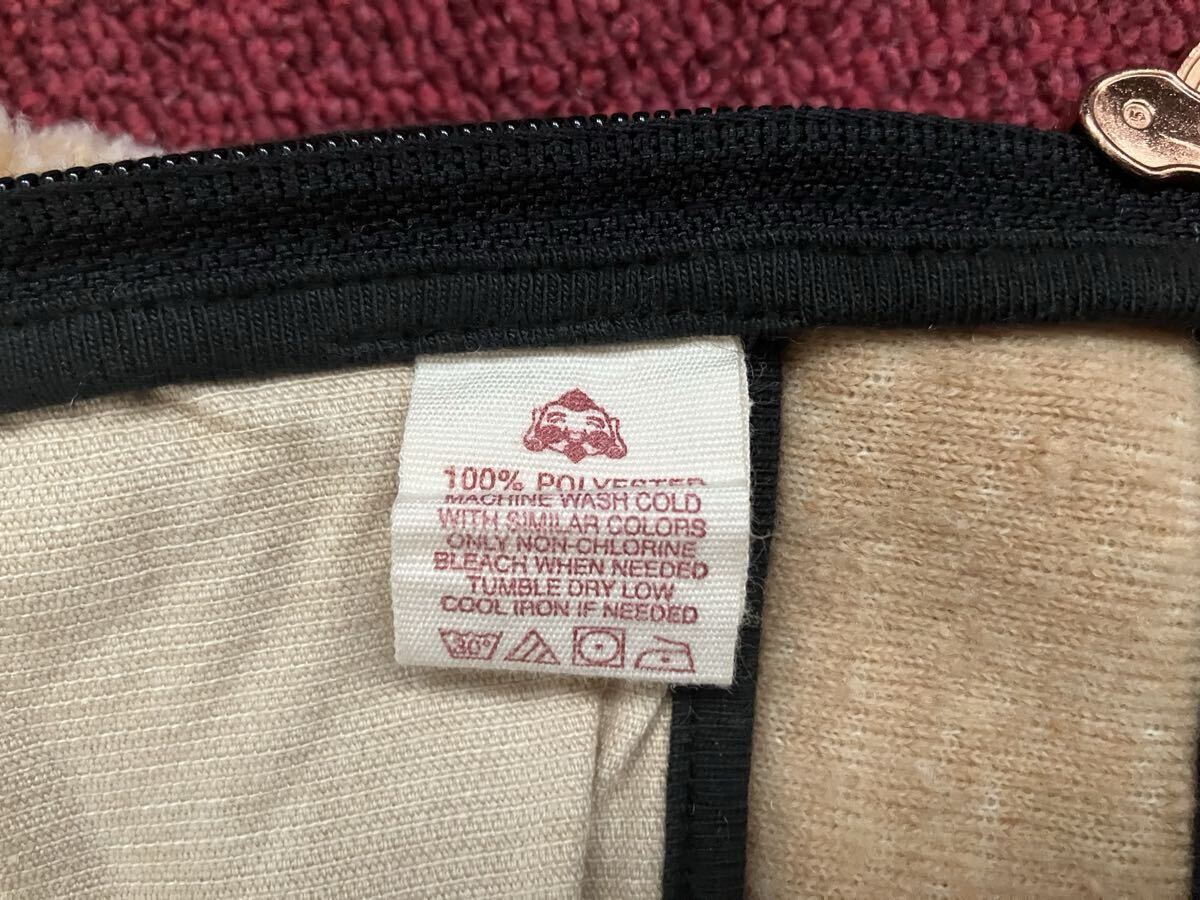 100% POLYESTER
MACHINE WASH COLD
WITH SIMILAR COLORS
ONLY NON-CHLORINE
BLEACH WHEN NEEDED
TUMBLE DRY LOW
COOL IRON IF NEEDED
30°
5